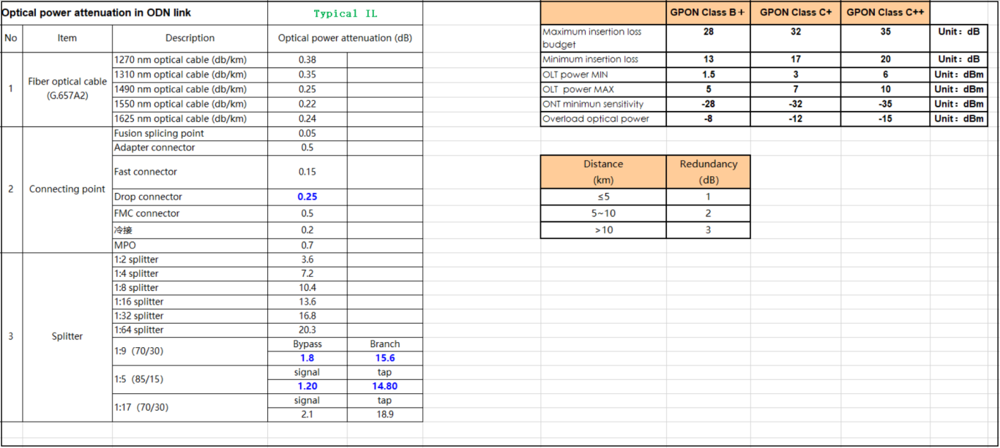 Optical power attenuation in ODN link Typical IL
No Item Description Optical power attenuation (dB)
1 Fiber optical cable (G.657A2)
1270 nm optical cable (db/km) 0.38
1310 nm optical cable (db/km) 0.35
1490 nm optical cable (db/km) 0.25
1550 nm optical cable (db/km) 0.22
1625 nm optical cable (db/km) 0.24
2 Connecting point
Fusion splicing point 0.05
Adapter connector 0.5
Fast connector 0.15
Drop connector 0.25
FMC connector 0.5
冷接 0.2
MPO 0.7
3 Splitter
1:2 splitter 3.6
1:4 splitter 7.2
1:8 splitter 10.4
1:16 splitter 13.6
1:32 splitter 16.8
1:64 splitter 20.3
1:9（70/30）
Bypass Branch
1.8 15.6
1:5（85/15）
signal tap
1.20 14.80
1:17（70/30）
signal tap
2.1 18.9
GPON Class B＋ GPON Class C+ GPON Class C++
Maximum insertion loss budget 28 32 35 Unit：dB
Minimum insertion loss 13 17 20 Unit：dB
OLT power MIN 1.5 3 6 Unit：dBm
OLT power MAX 5 7 10 Unit：dBm
ONT minimun sensitivity -28 -32 -35 Unit：dBm
Overload optical power -8 -12 -15 Unit：dBm
Distance (km) Redundancy (dB)
≤5 1
5~10 2
>10 3